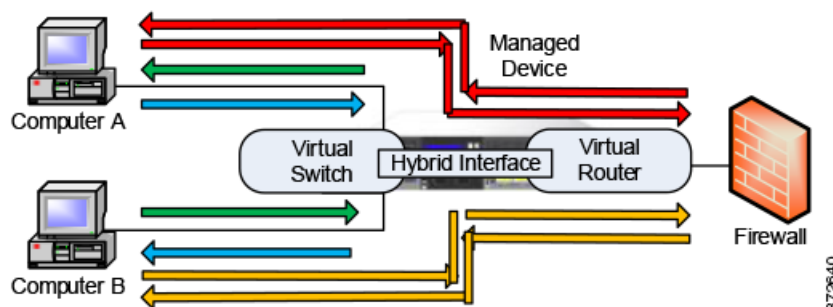 Managed
Device
Computer A
Virtual
Switch
Hybrid Interface
Virtual
Router
Firewall
Computer B